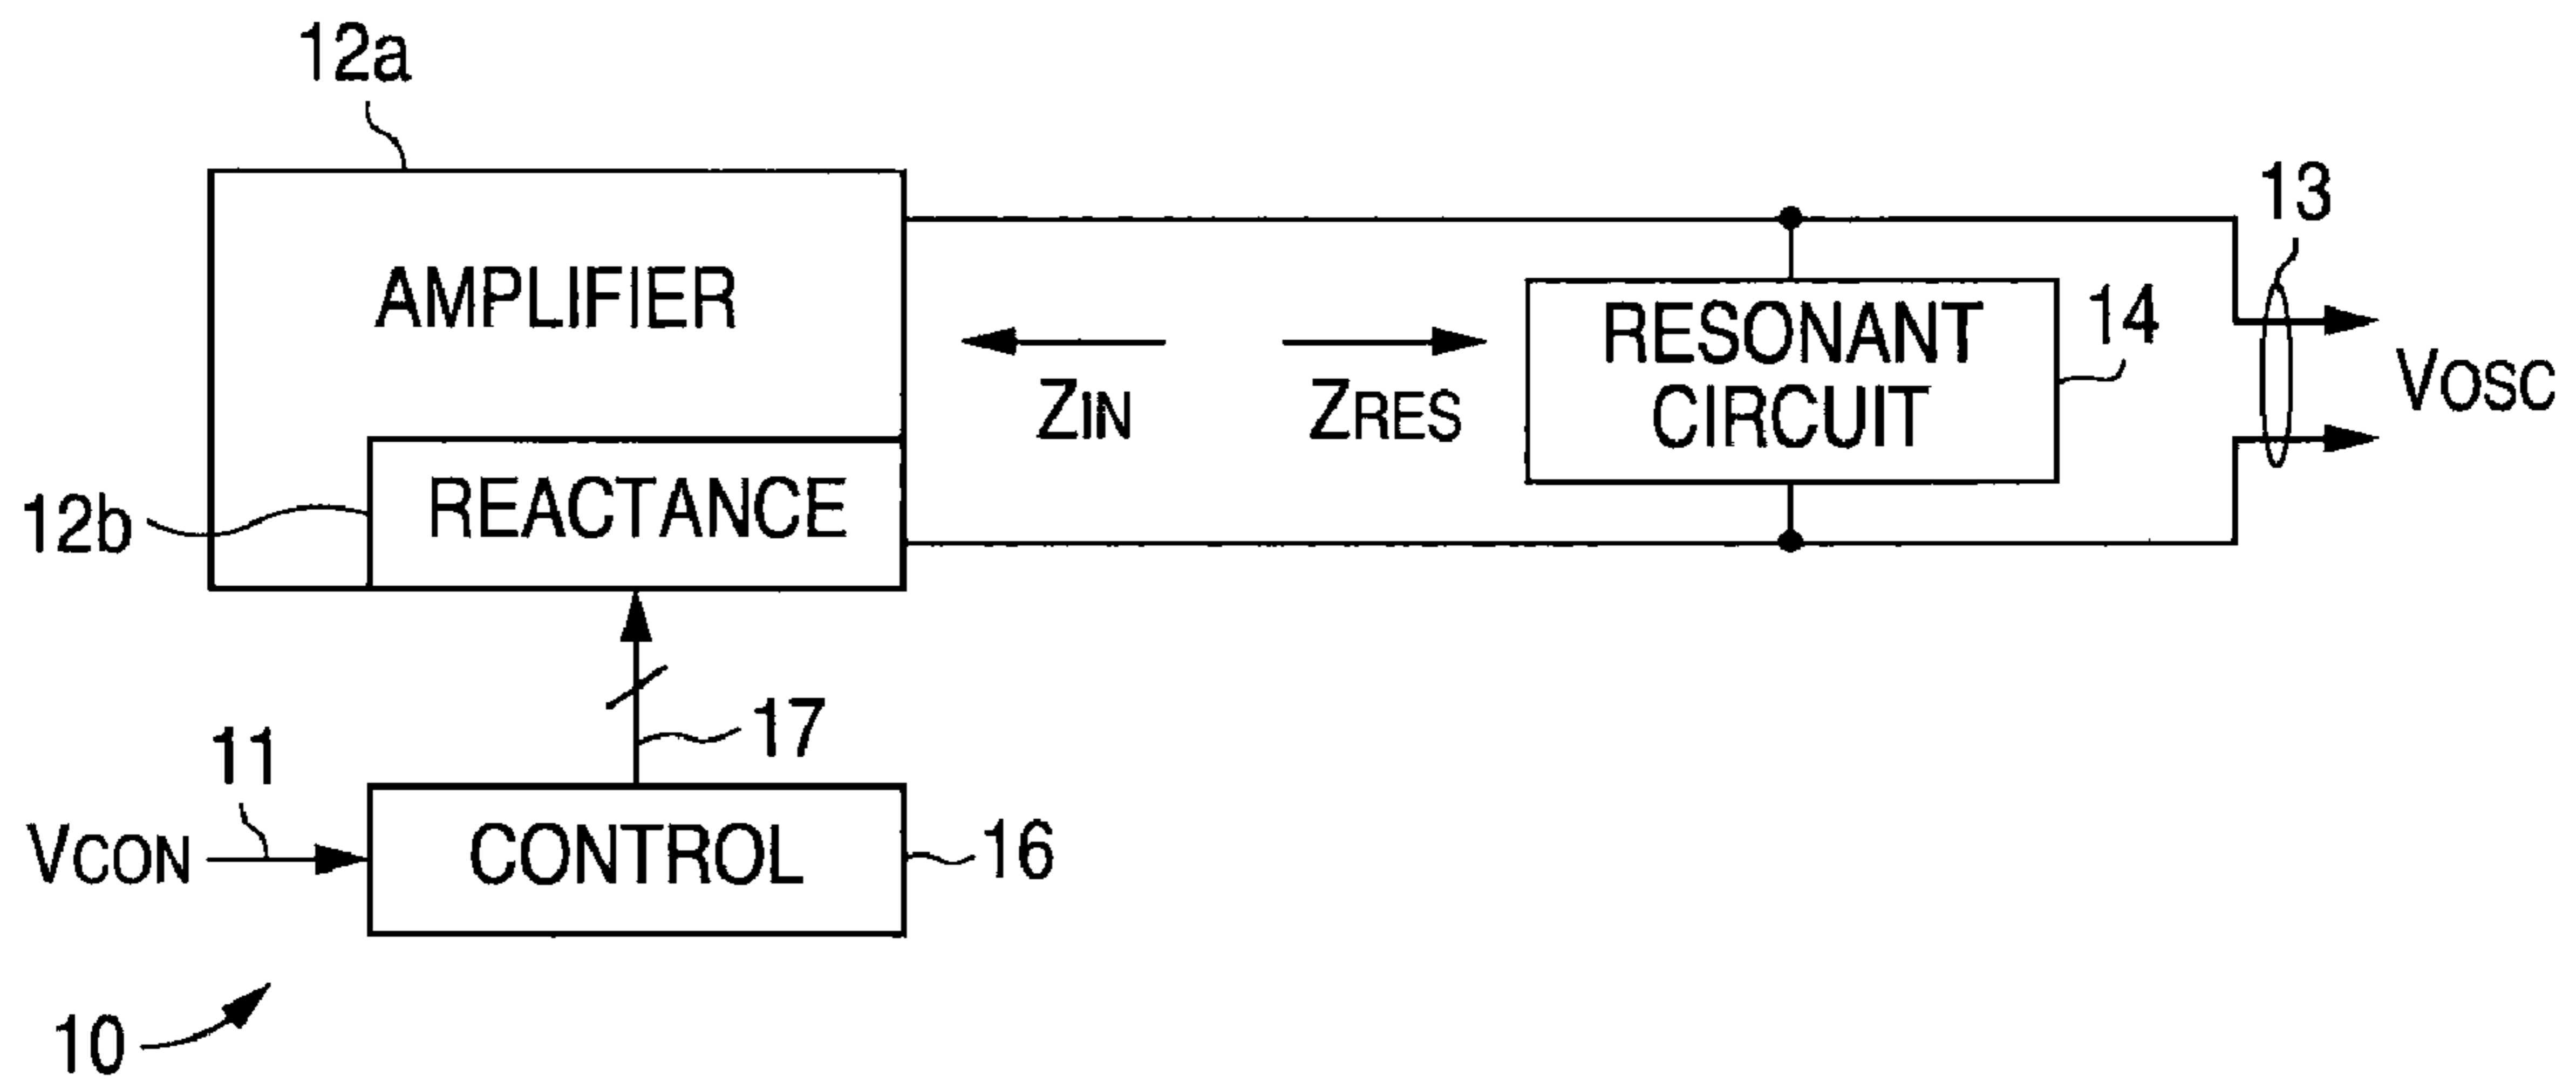 12a
13
AMPLIFIER
RESONANT
CIRCUIT
14
ZIN
ZRES
VOSC
12b
REACTANCE
17
11
VCON
CONTROL
16
10